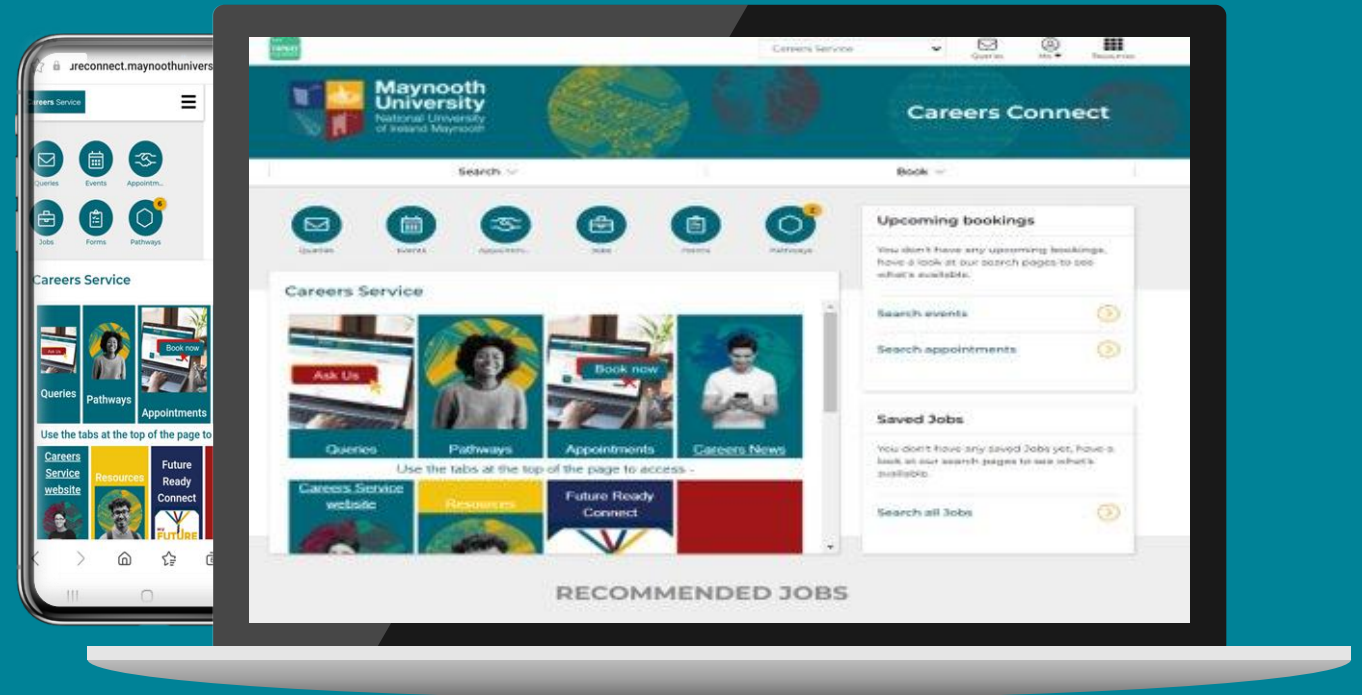 ureconnect.maynoothunivers
Careers Service
Queries
Events
Appointm...
6
Jobs
Forms
Pathways
Careers Service
Ask Us
Book now
Queries
Pathways
Appointments
Use the tabs at the top of the page to
Careers
Service
website
Resources
Future
Ready
Connect
FUTURE
Careers Service
Queries
Me
Resources
Maynooth
University
National University
of Ireland Maynooth
Careers Connect
Search
Book
Queries
Events
Appointm...
Jobs
Forms
Pathways
2
Careers Service
Ask Us
Book now
Queries
Pathways
Appointments
Careers News
Use the tabs at the top of the page to access -
Careers Service
website
Resources
Future Ready
Connect
Upcoming bookings
You don't have any upcoming bookings,
have a look at our search pages to see
what's available.
Search events
Search appointments
Saved Jobs
You don't have any saved Jobs yet, have a
look at our search pages to see what's
available.
Search all Jobs
RECOMMENDED JOBS